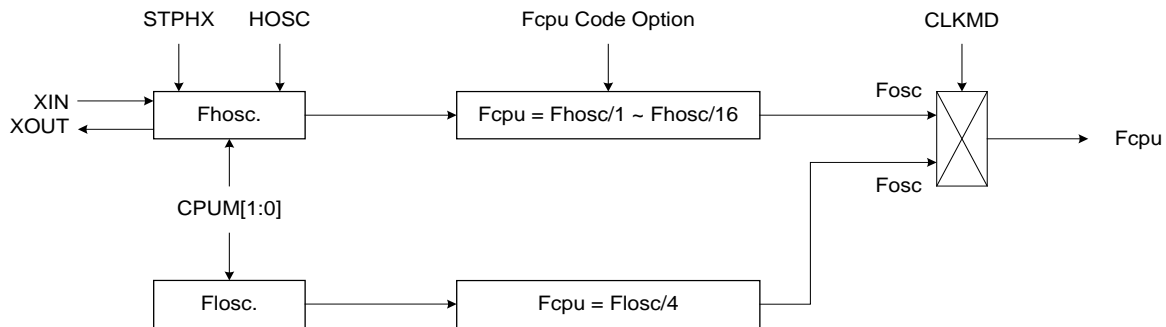 STPHX
HOSC
Fcpu Code Option
CLKMD
XIN
XOUT
Fhosc.
Fcpu = Fhosc/1 ~ Fhosc/16
Fosc
Fcpu
Fosc
CPUM[1:0]
Flosc.
Fcpu = Flosc/4